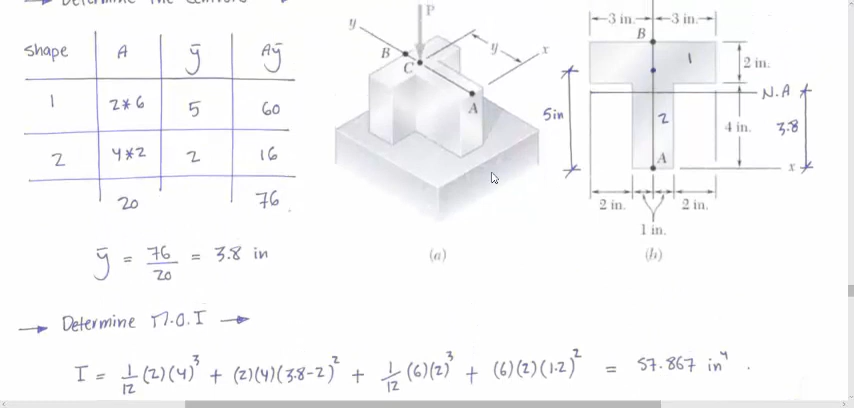 → Determine The
shape A ȳ Aȳ
1 2*6 5 60
2 4*2 2 16
20 76
ȳ = 76/20 = 3.8 in
→ Determine M.O.I →
I = 1/12 (2)(4)³ + (2)(4)(3.8-2)² + 1/12 (6)(2)³ + (6)(2)(1.2)² = 57.867 in⁴ .
P
y
B
C
y
x
A
(a)
3 in. 3 in.
B
1
2 in.
N.A
5in
2
4 in.
3.8
A
x
2 in. 2 in.
1 in.
(b)